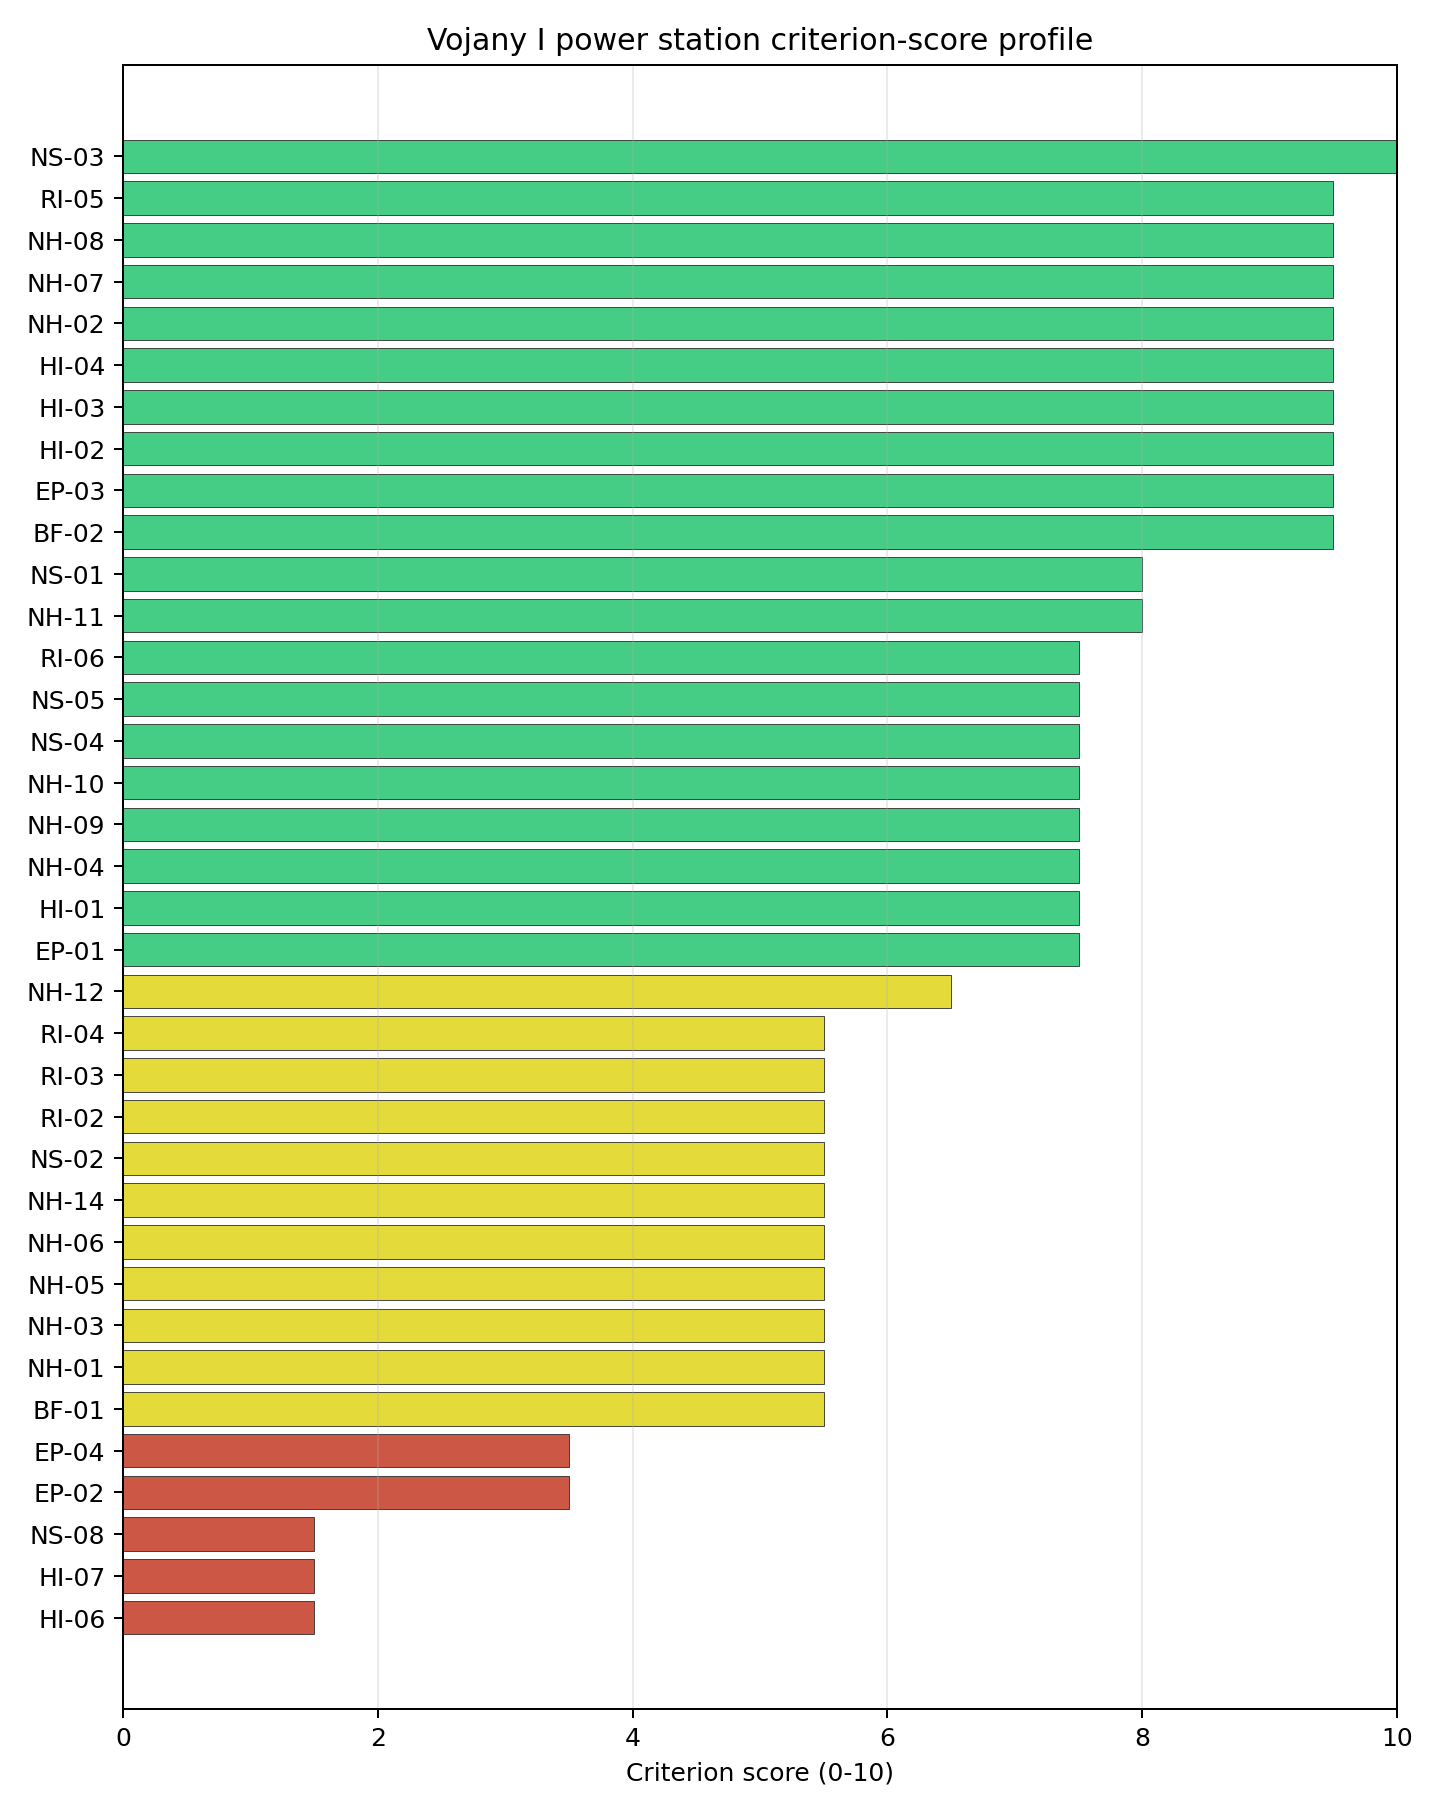 Vojany I power station criterion-score profile
NS-03
RI-05
NH-08
NH-07
NH-02
HI-04
HI-03
HI-02
EP-03
BF-02
NS-01
NH-11
RI-06
NS-05
NS-04
NH-10
NH-09
NH-04
HI-01
EP-01
NH-12
RI-04
RI-03
RI-02
NS-02
NH-14
NH-06
NH-05
NH-03
NH-01
BF-01
EP-04
EP-02
NS-08
HI-07
HI-06
0 2 4 6 8 10
Criterion score (0-10)